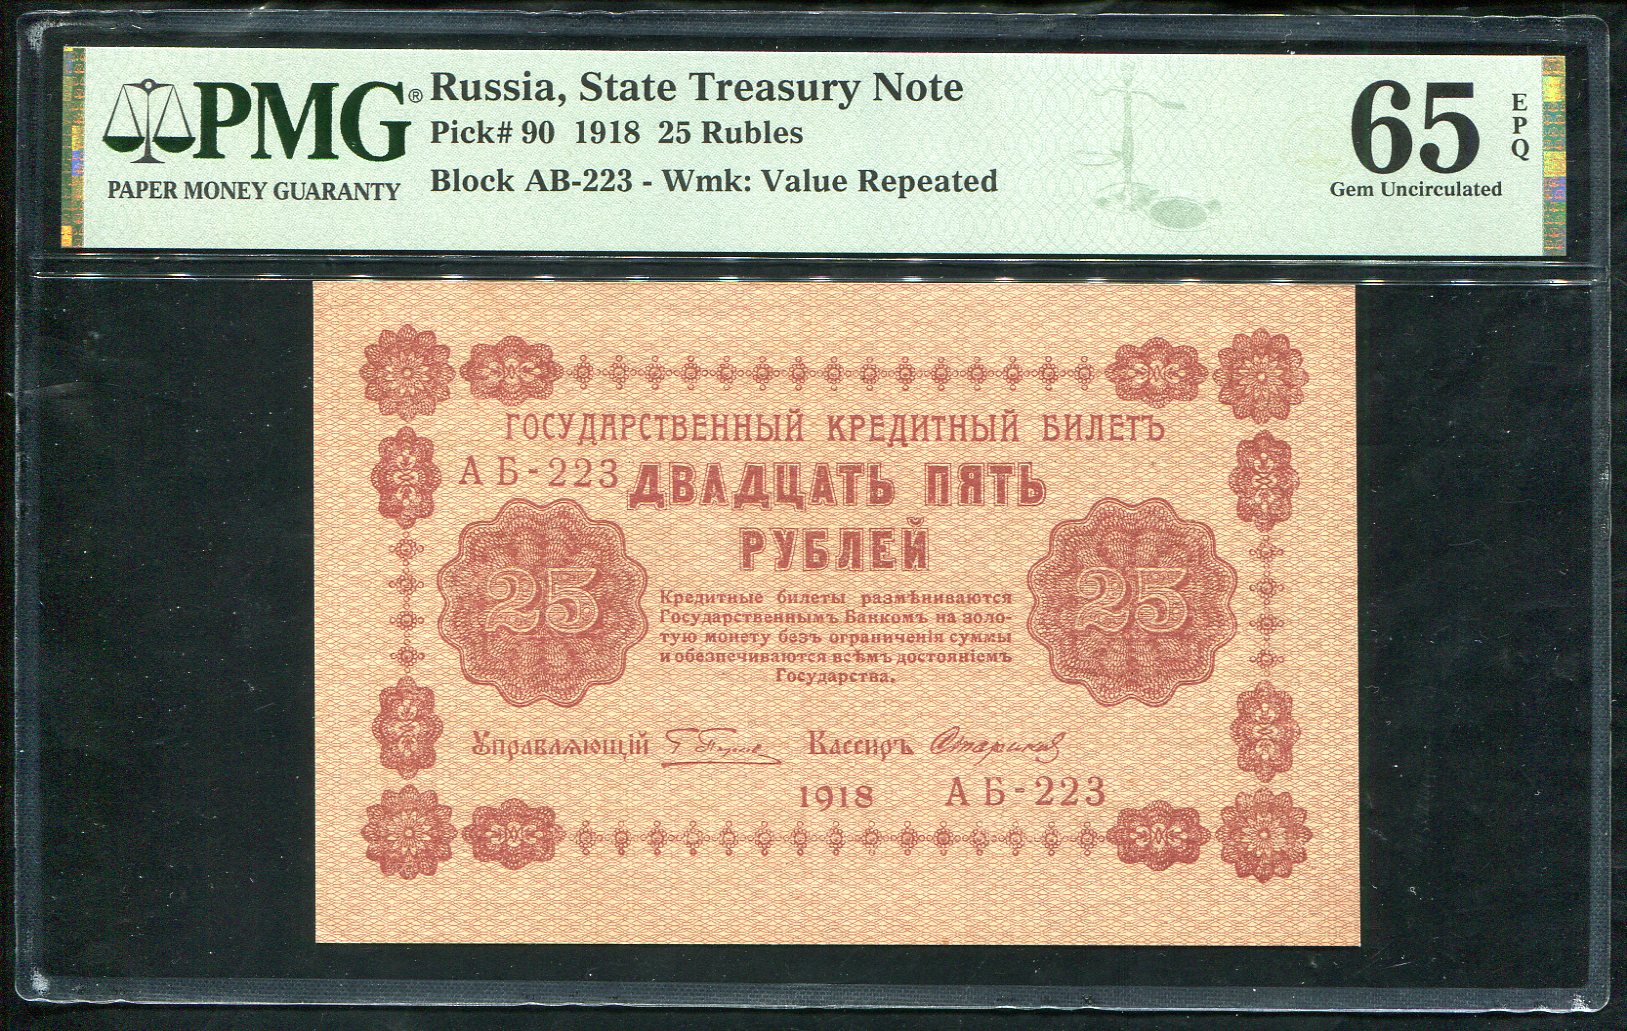 PMG®
PAPER MONEY GUARANTY
Russia, State Treasury Note
Pick# 90 1918 25 Rubles
Block AB-223 - Wmk: Value Repeated
65
EPQ
Gem Uncirculated
ГОСУДАРСТВЕННЫЙ КРЕДИТНЫЙ БИЛЕТЪ
АБ-223
ДВАДЦАТЬ ПЯТЬ
РУБЛЕЙ
25
25
Кредитные билеты размѣниваются
Государственнымъ Банкомъ на золо-
тую монету безъ ограниченія суммы
и обезпечиваются всѣмъ достояніемъ
Государства.
Управляющій
Кассиръ
1918 АБ-223